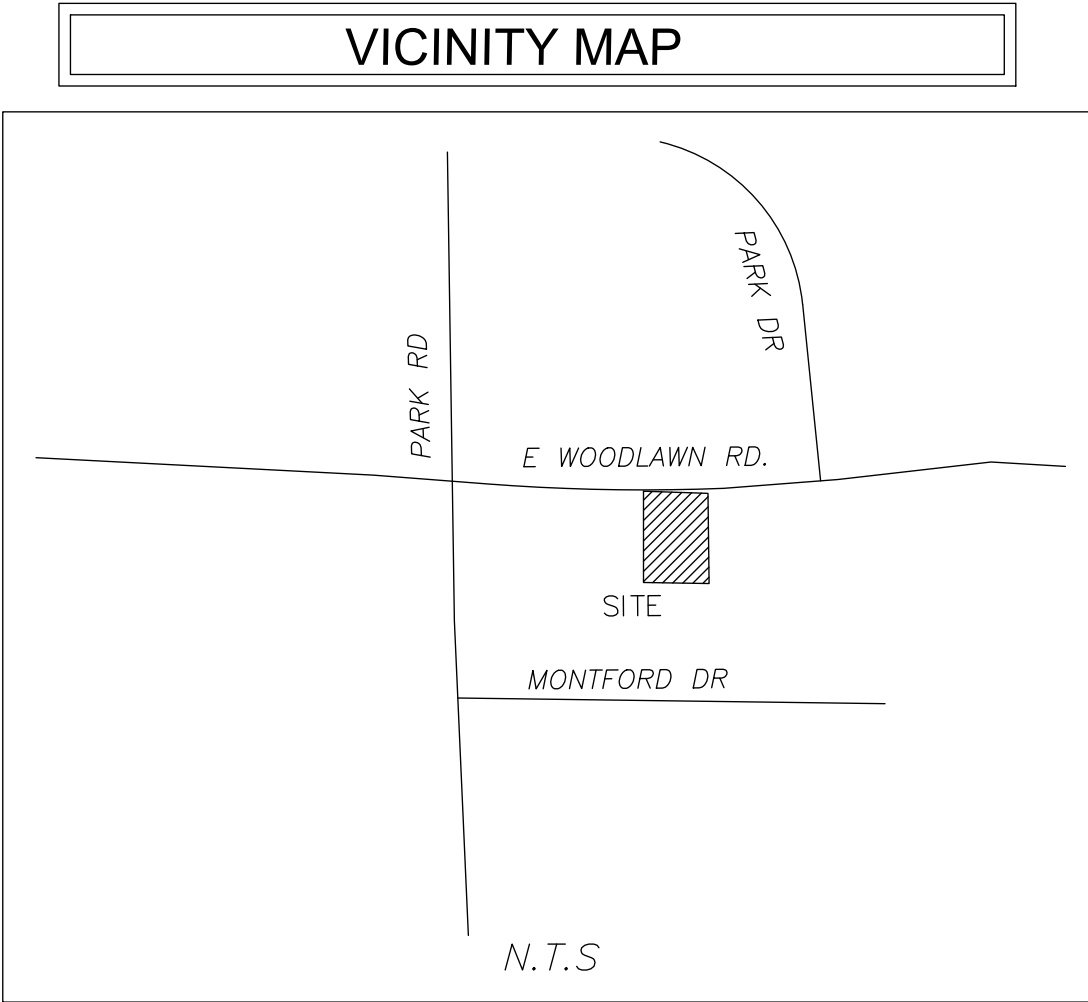 VICINITY MAP
PARK DR
PARK RD
E WOODLAWN RD.
SITE
MONTFORD DR
N.T.S